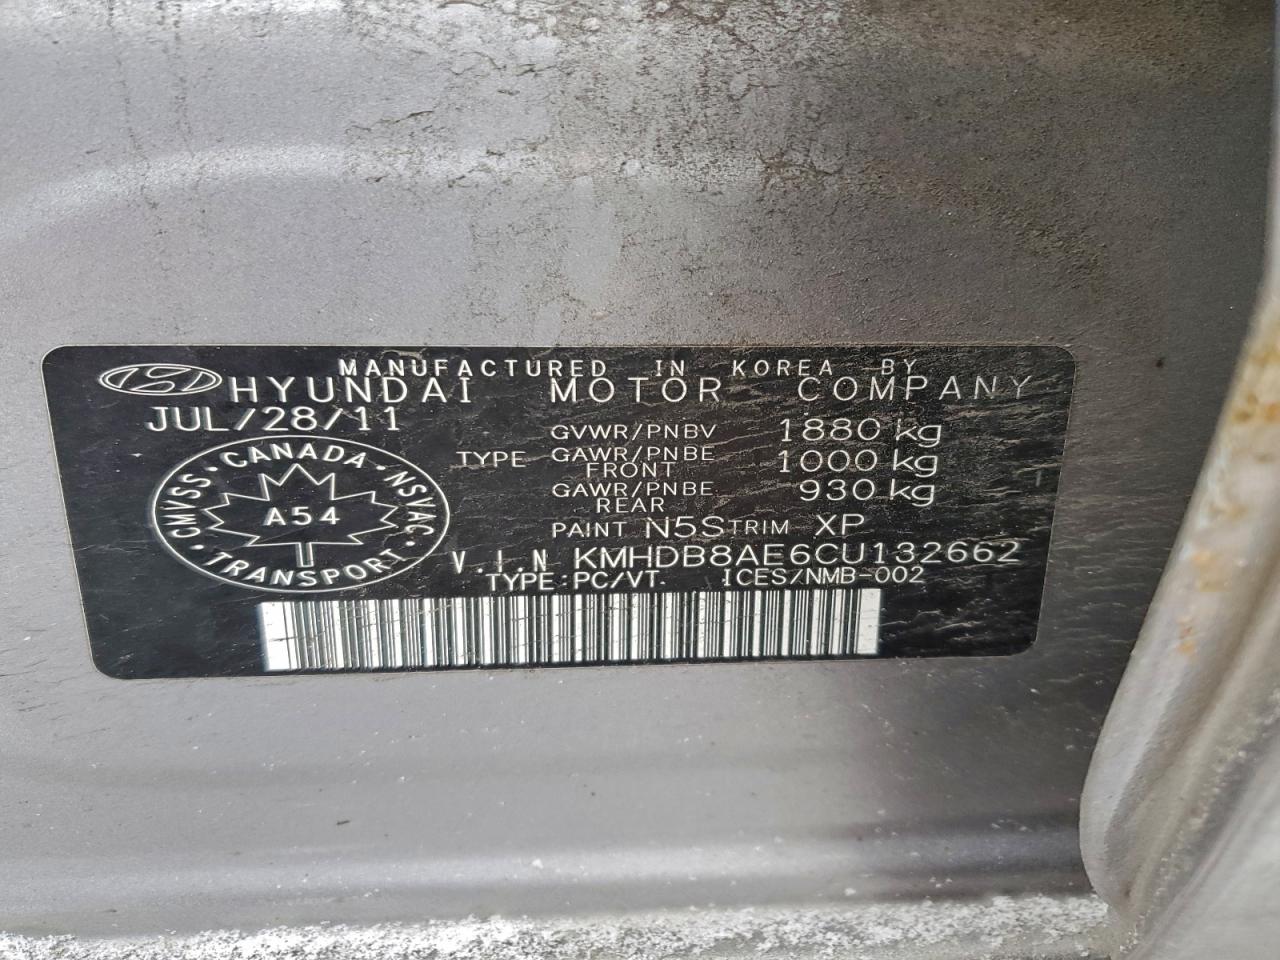 MANUFACTURED IN KOREA BY
HYUNDAI MOTOR COMPANY
JUL/28/11
GVWR/PNBV 1880 kg
TYPE GAWR/PNBE FRONT 1000 kg
GAWR/PNBE REAR 930 kg
PAINT N5S TRIM XP
V.I.N KMHDB8AE6CU132662
TYPE:PC/VT. ICES/NMB-002
CMVSS · CANADA · NSVAC · TRANSPORT ·
A54